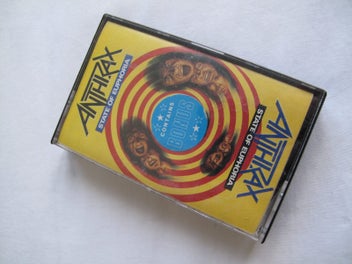 ANTHRAX
STATE OF EUPHORIA
CONTAINS
BONUS
ANTHRAX
STATE OF EUPHORIA